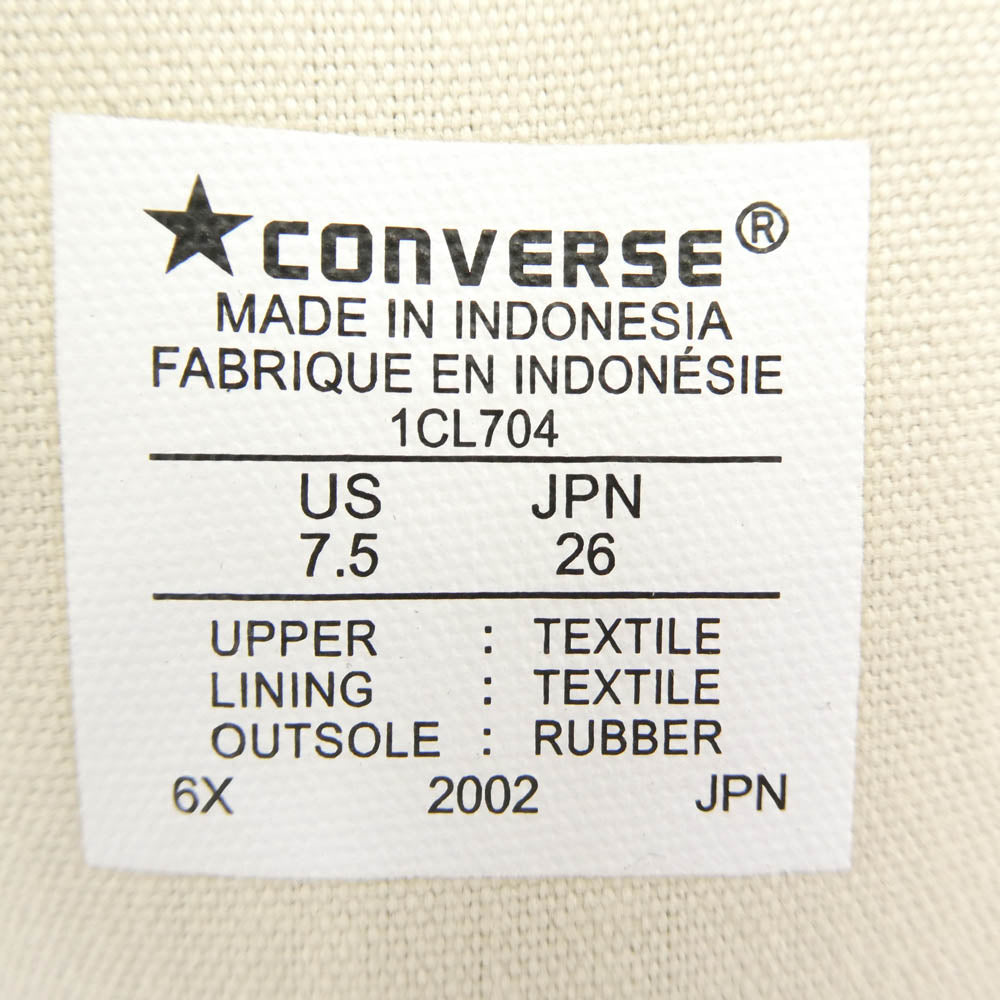 CONVERSE®
MADE IN INDONESIA
FABRIQUE EN INDONÉSIE
1CL704
US JPN
7.5 26
UPPER : TEXTILE
LINING : TEXTILE
OUTSOLE : RUBBER
6X 2002 JPN